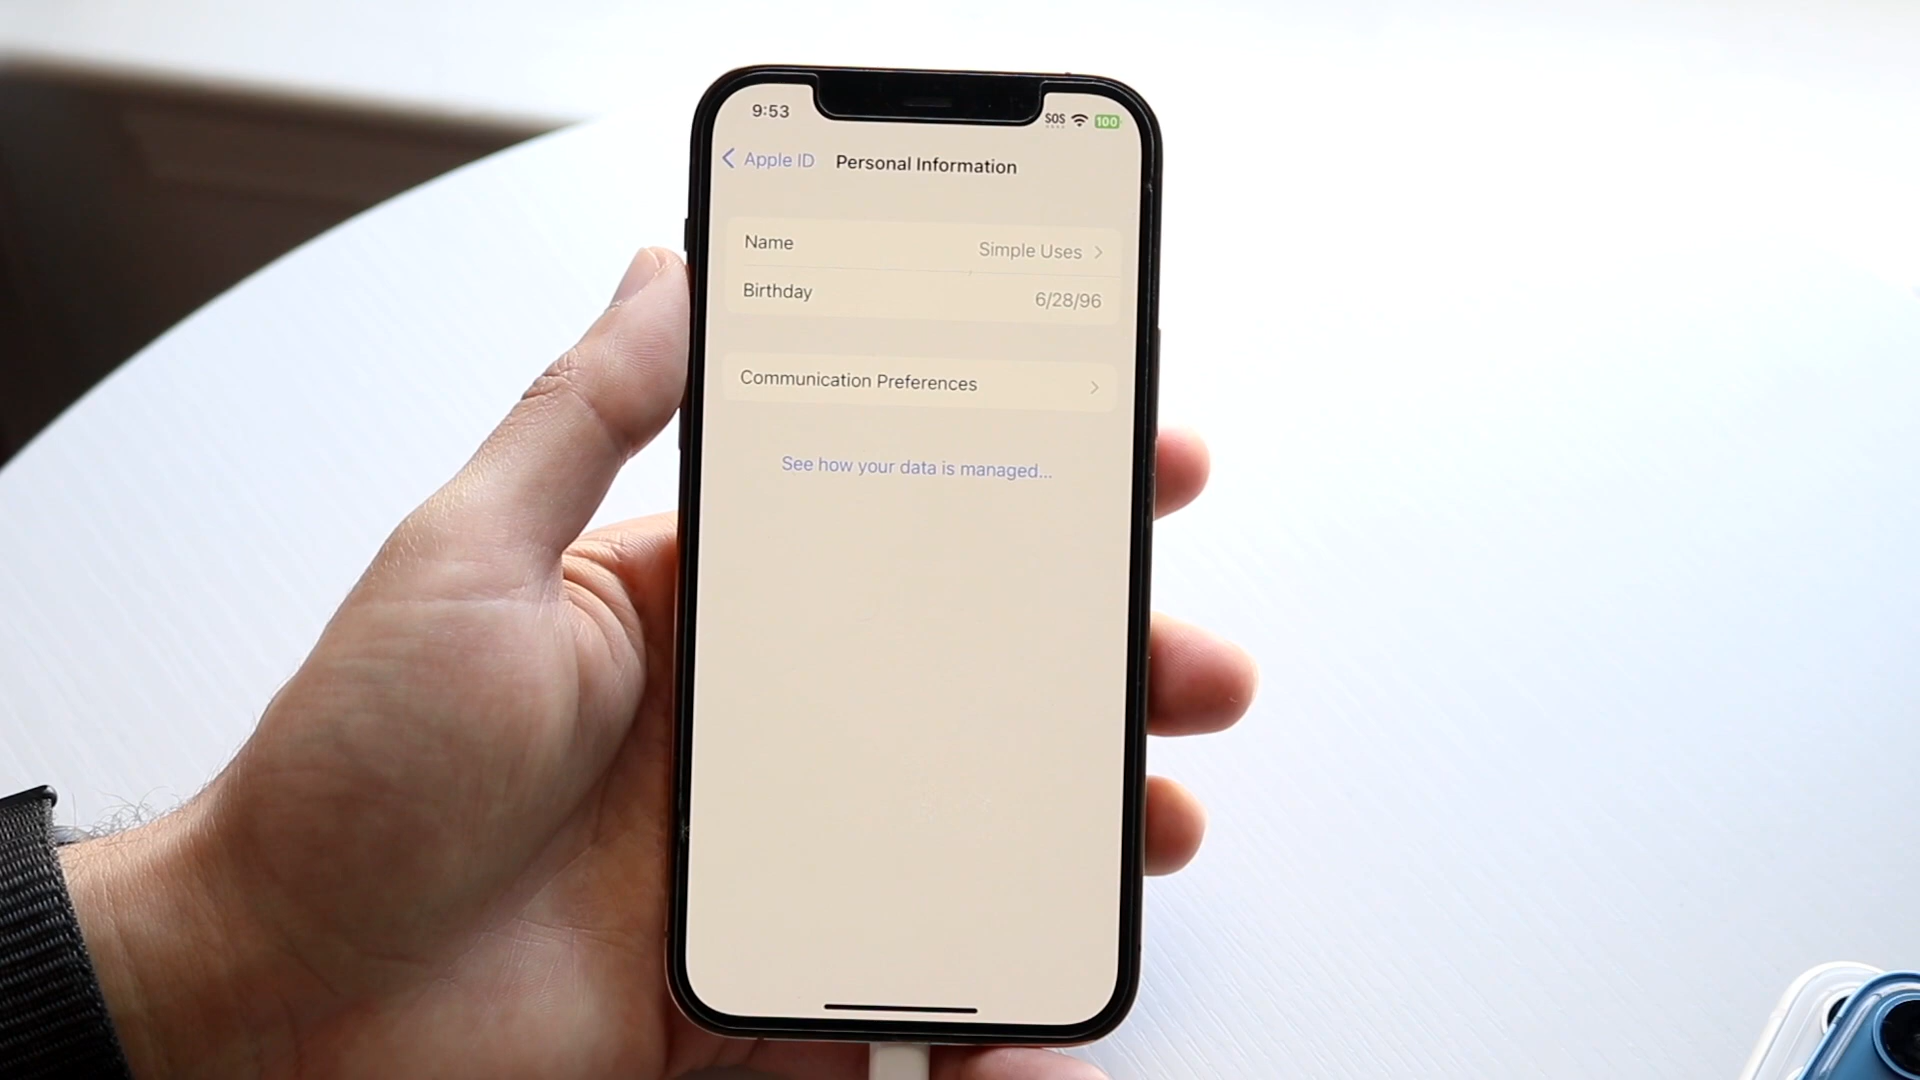 9:53
SOS 100
Apple ID Personal Information
Name Simple Uses
Birthday 6/28/96
Communication Preferences
See how your data is managed...